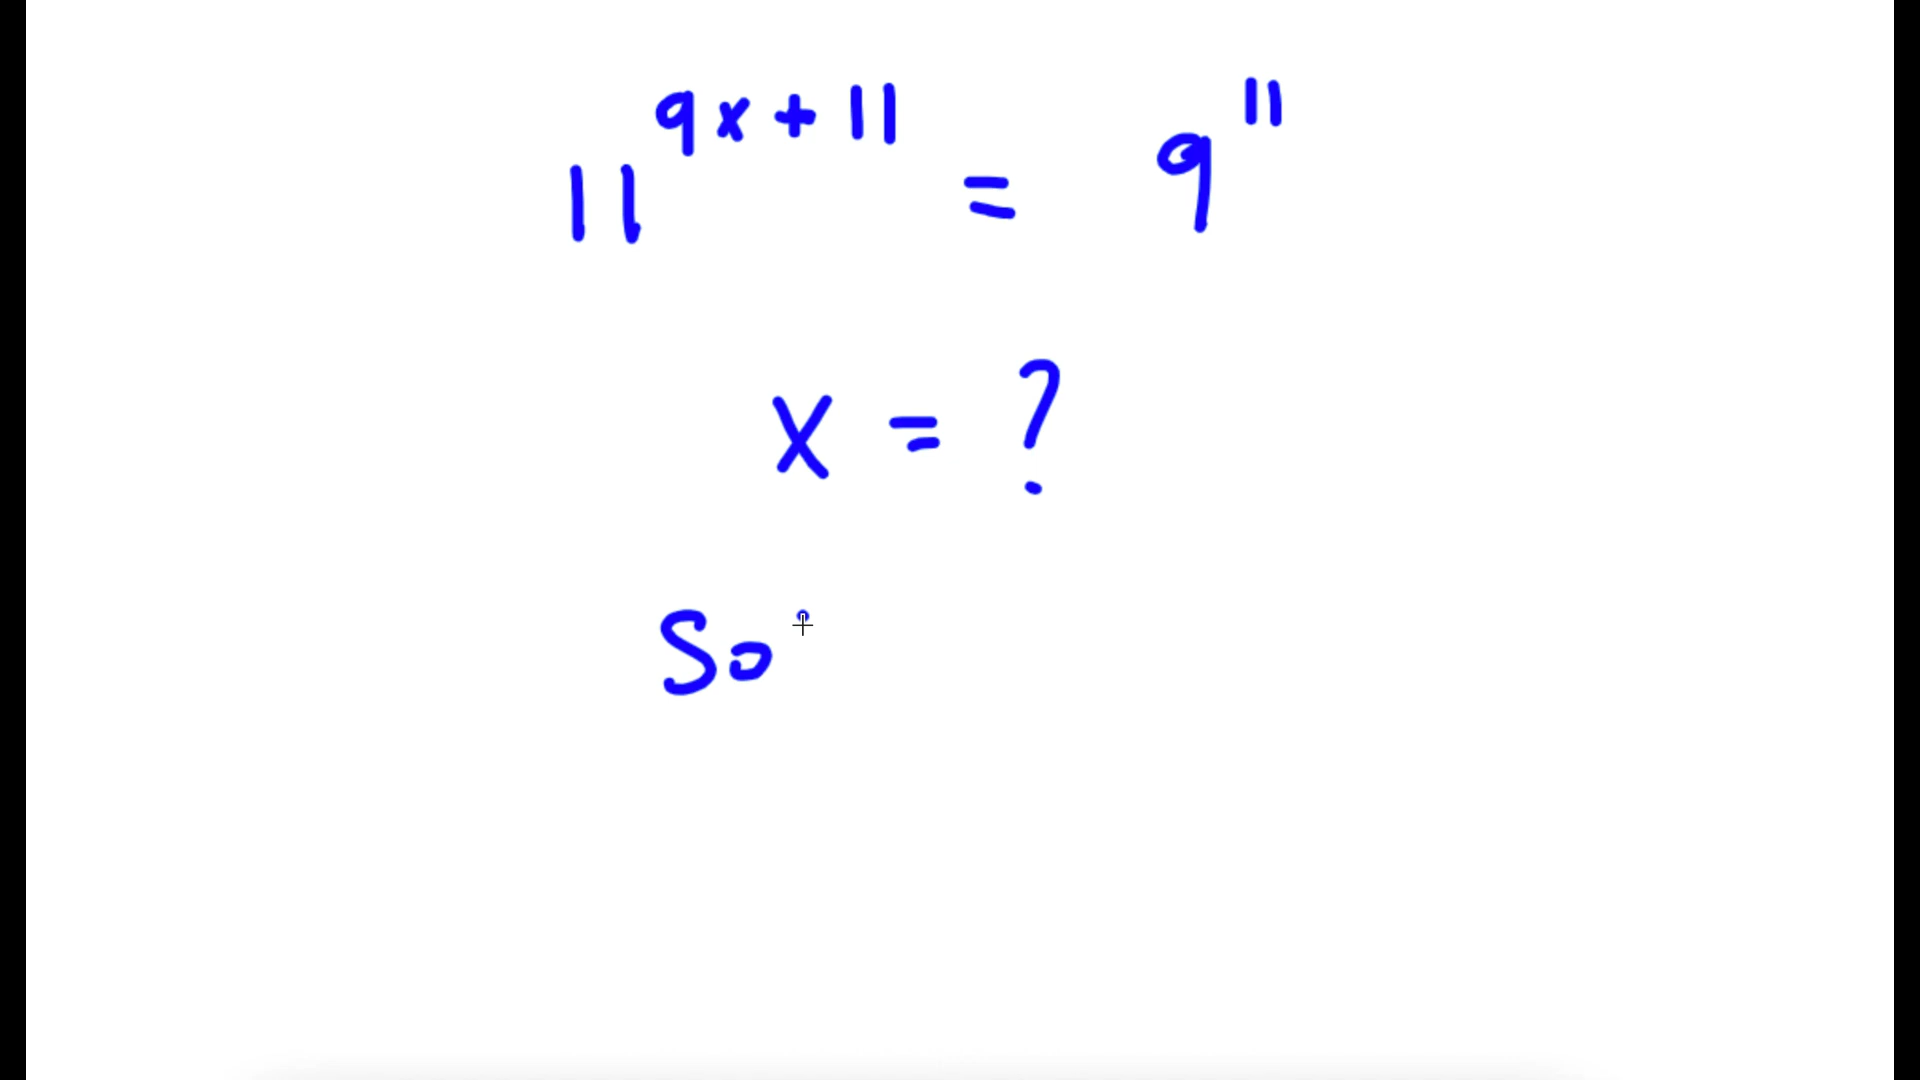 11^{9x+11} = 9^{11}
x = ?
So